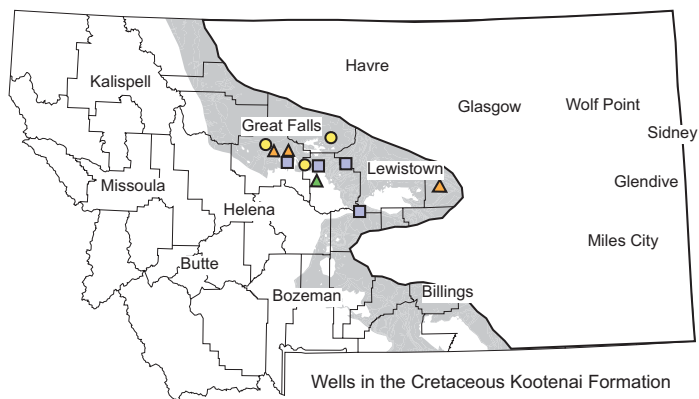 Kalispell
Havre
Glasgow
Wolf Point
Great Falls
Sidney
Lewistown
Missoula
Glendive
Helena
Miles City
Butte
Bozeman
Billings
Wells in the Cretaceous Kootenai Formation